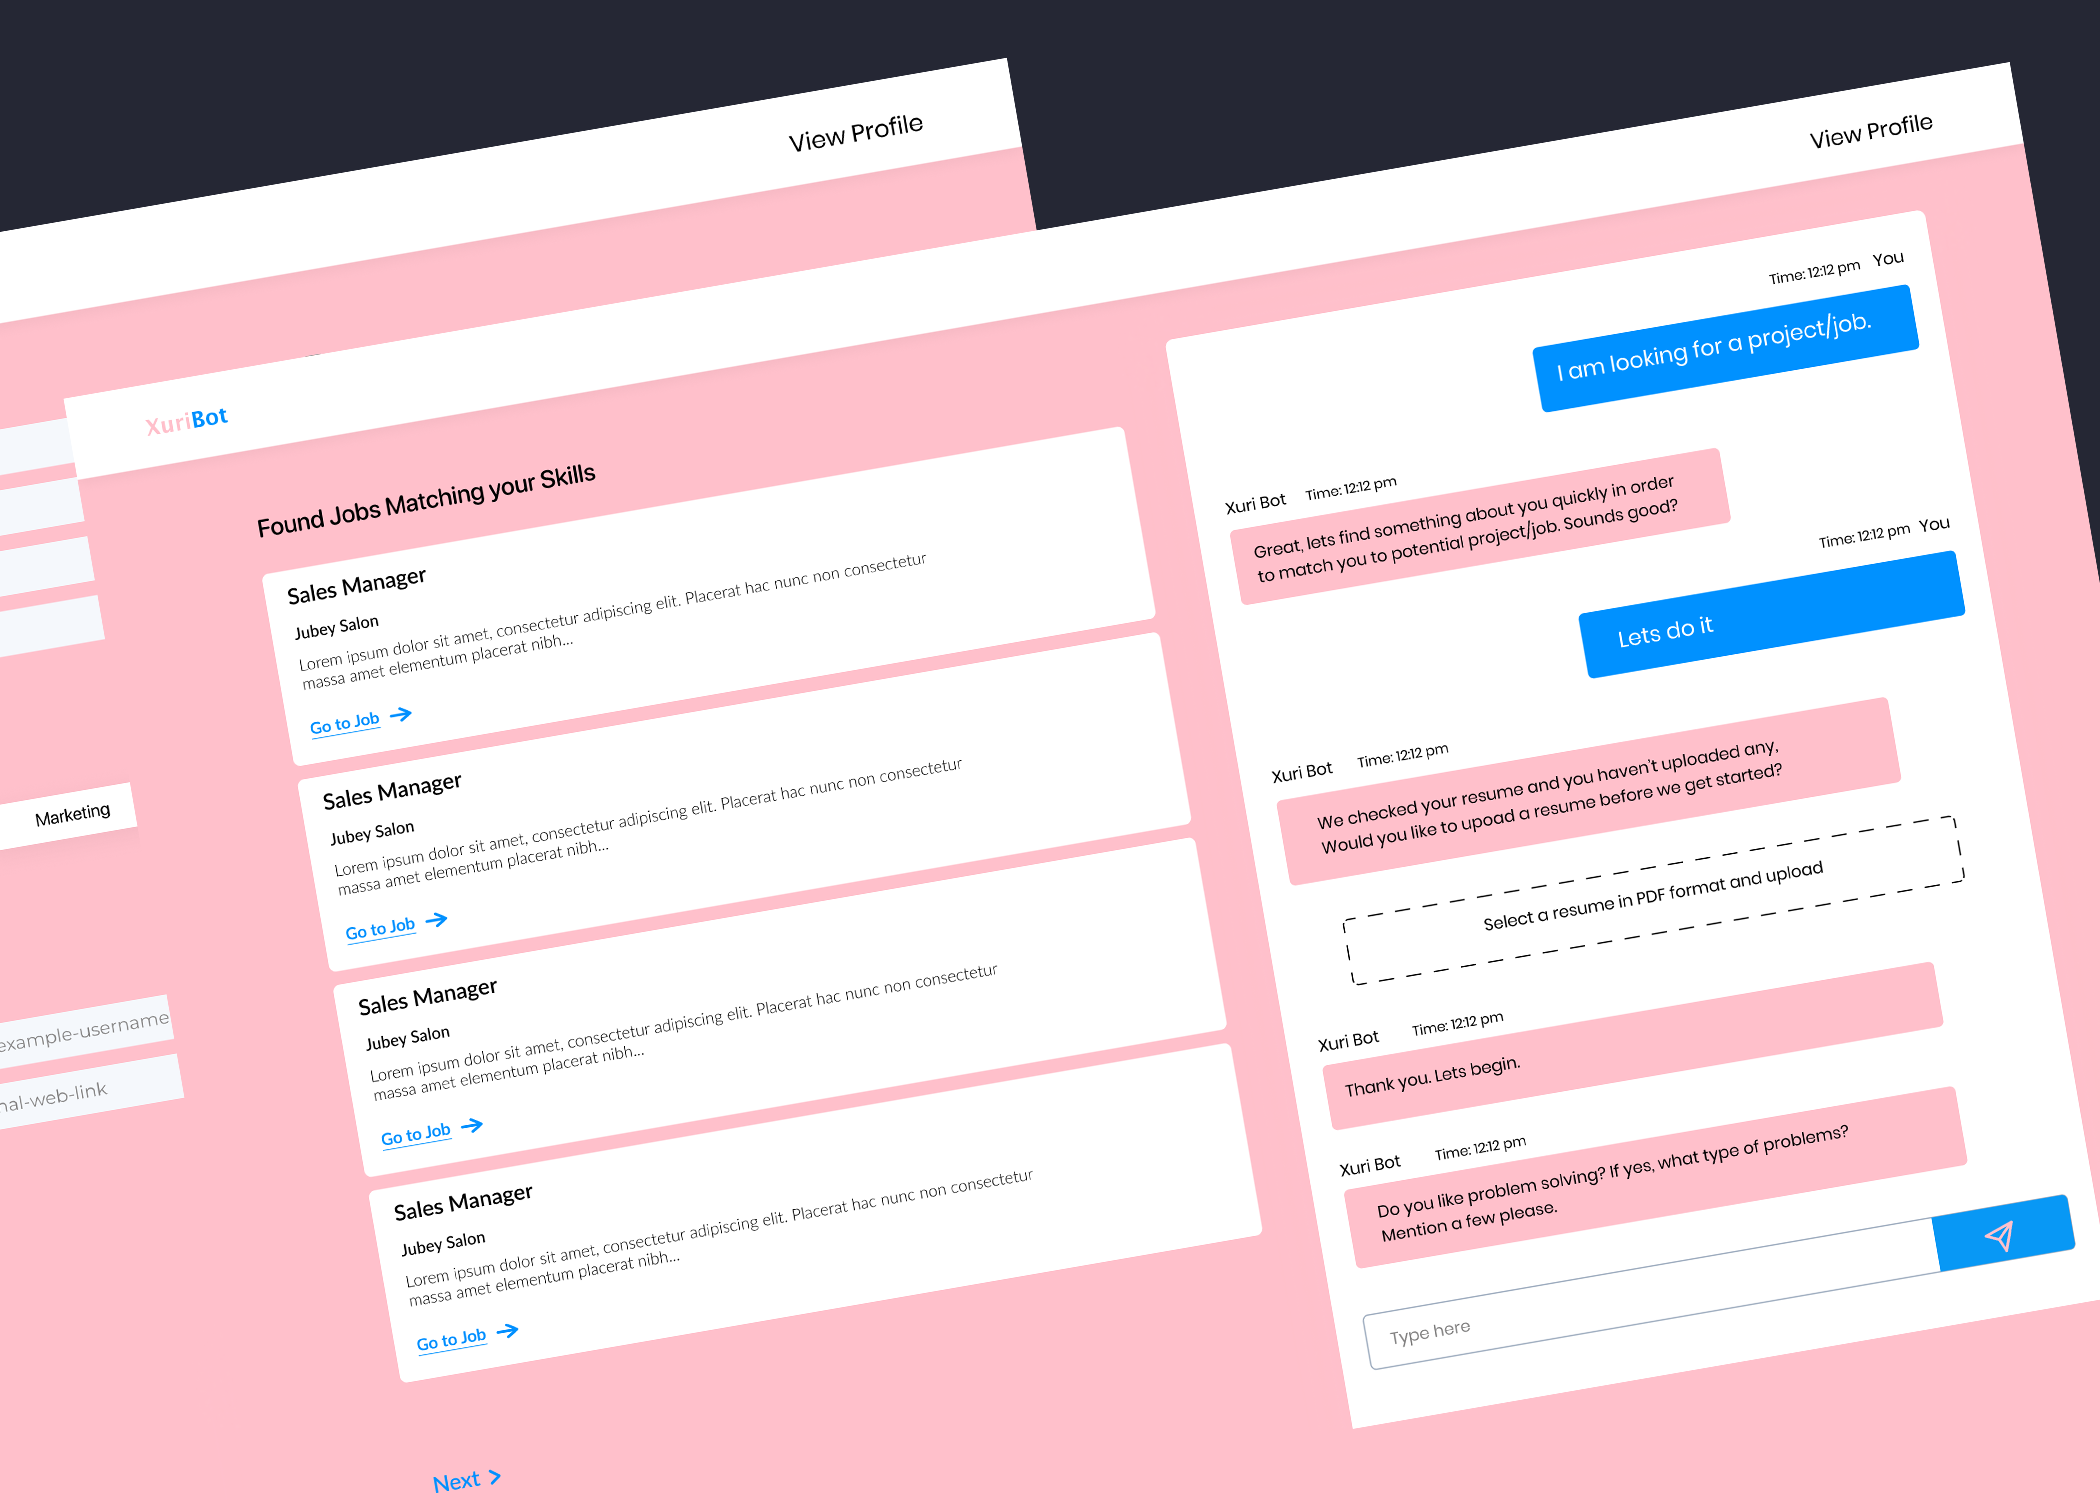 View Profile
Marketing
example-username
nal-web-link
XuriBot
View Profile
Found Jobs Matching your Skills
Sales Manager
Jubey Salon
Lorem ipsum dolor sit amet, consectetur adipiscing elit. Placerat hac nunc non consectetur
massa amet elementum placerat nibh...
Go to Job
Sales Manager
Jubey Salon
Lorem ipsum dolor sit amet, consectetur adipiscing elit. Placerat hac nunc non consectetur
massa amet elementum placerat nibh...
Go to Job
Sales Manager
Jubey Salon
Lorem ipsum dolor sit amet, consectetur adipiscing elit. Placerat hac nunc non consectetur
massa amet elementum placerat nibh...
Go to Job
Sales Manager
Jubey Salon
Lorem ipsum dolor sit amet, consectetur adipiscing elit. Placerat hac nunc non consectetur
massa amet elementum placerat nibh...
Go to Job
Next >
Time: 12:12 pm You
I am looking for a project/job.
Xuri Bot Time: 12:12 pm
Great, lets find something about you quickly in order
to match you to potential project/job. Sounds good?
Time: 12:12 pm You
Lets do it
Xuri Bot Time: 12:12 pm
We checked your resume and you haven't uploaded any,
Would you like to upoad a resume before we get started?
Select a resume in PDF format and upload
Xuri Bot Time: 12:12 pm
Thank you. Lets begin.
Xuri Bot Time: 12:12 pm
Do you like problem solving? If yes, what type of problems?
Mention a few please.
Type here